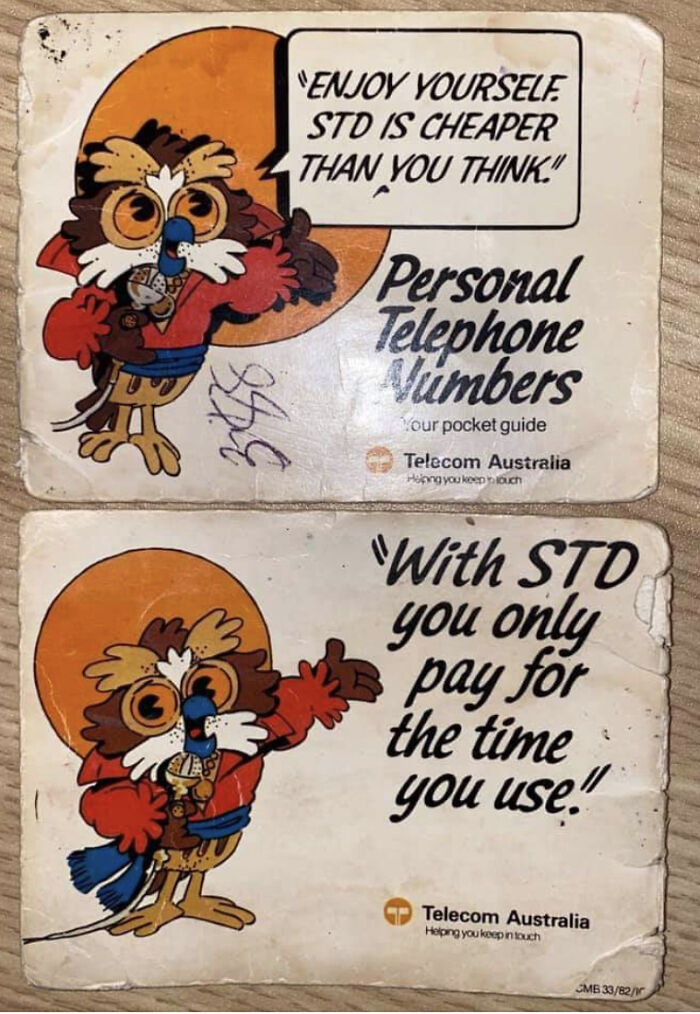 "ENJOY YOURSELF.
STD IS CHEAPER
THAN YOU THINK."
Personal
Telephone
Numbers
Your pocket guide
Telecom Australia
Helping you keep in touch
"With STD
you only
pay for
the time
you use."
Telecom Australia
Helping you keep in touch